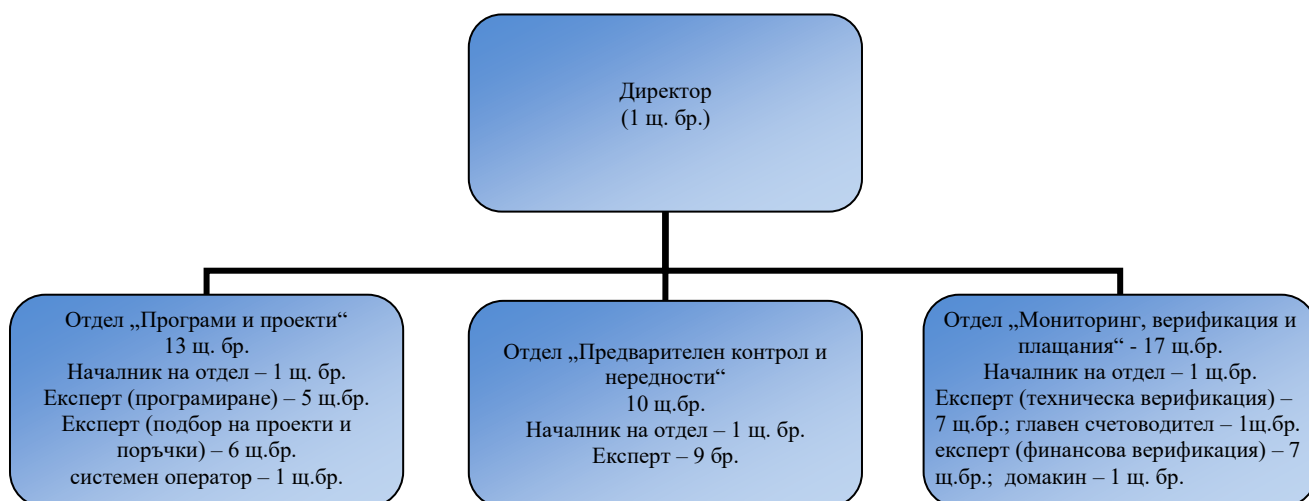 Директор
(1 щ. бр.)
Отдел „Програми и проекти“
13 щ. бр.
Началник на отдел – 1 щ. бр.
Експерт (програмиране) – 5 щ.бр.
Експерт (подбор на проекти и
поръчки) – 6 щ.бр.
системен оператор – 1 щ.бр.
Отдел „Предварителен контрол и
нередности“
10 щ.бр.
Началник на отдел – 1 щ. бр.
Експерт – 9 бр.
Отдел „Мониторинг, верификация и
плащания“ - 17 щ.бр.
Началник на отдел – 1 щ.бр.
Експерт (техническа верификация) –
7 щ.бр.; главен счетоводител – 1щ.бр.
експерт (финансова верификация) – 7
щ.бр.; домакин – 1 щ. бр.